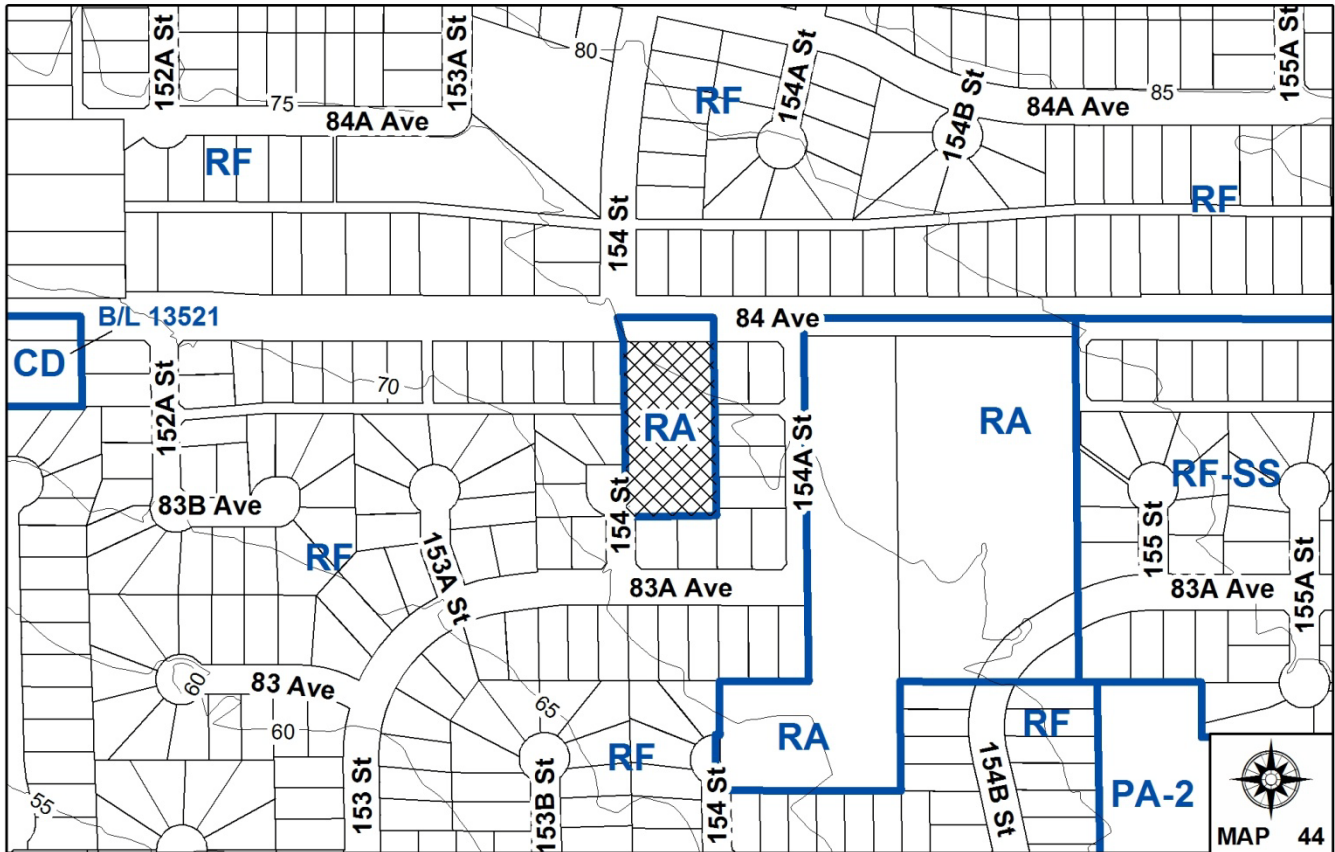 152A St
153A St
80
154A St
155A St
75
RF
154B St
84A Ave
85
84A Ave
RF
RF
154 St
B/L 13521
84 Ave
CD
152A St
70
RA
154A St
RA
RF-SS
83B Ave
154 St
155 St
RF
153A St
83A Ave
83A Ave
155A St
60
83 Ave
65
60
RF
RA
RF
154B St
PA-2
55
153 St
153B St
154 St
MAP 44